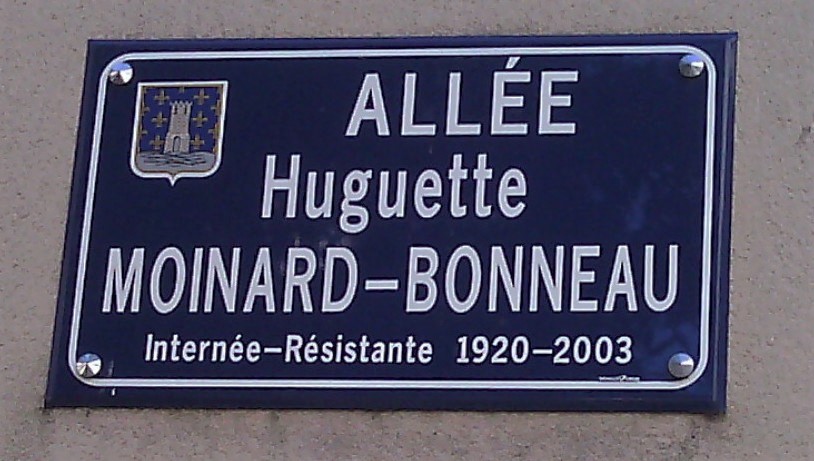 ALLÉE
Huguette
MOINARD-BONNEAU
Internée-Résistante 1920-2003